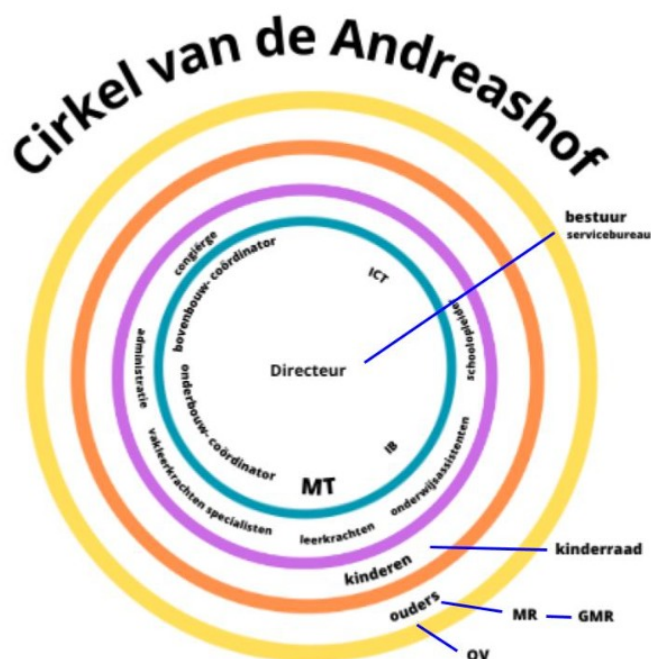 Cirkel van de Andreashof
bestuur
servicebureau
congiërge
bovenbouw- coördinator
ICT
schoolopleider
administratie
Directeur
onderbouw- coördinator
IB
MT
vakleerkrachten specialisten
leerkrachten
onderwijsassistenten
kinderraad
kinderen
ouders
MR
GMR
OV